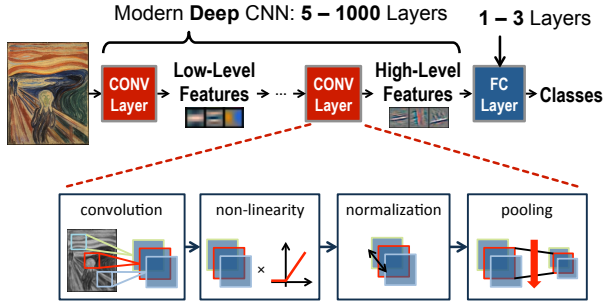 Modern Deep CNN: 5 – 1000 Layers
1 – 3 Layers
CONV
Layer
Low-Level
Features
...
CONV
Layer
High-Level
Features
FC
Layer
Classes
convolution
non-linearity
×
normalization
pooling